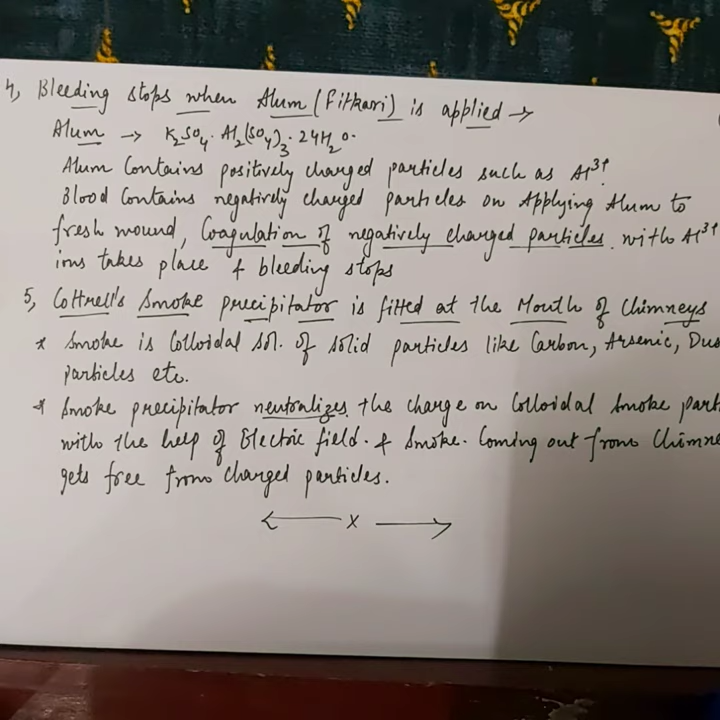 4, Bleeding stops when Alum (Fitkari) is applied →
Alum → K₂SO₄. Al₂(SO₄)₃. 24H₂O.
Alum Contains positively charged particles such as Al³⁺.
Blood Contains negatively charged particles on Applying Alum to
fresh wound, Coagulation of negatively charged particles with Al³⁺
ions takes place & bleeding stops
5, Cottrell's Smoke precipitator is fitted at the Mouth of Chimneys
* Smoke is Colloidal Sol. of Solid particles like Carbon, Arsenic, Dus
particles etc.
* Smoke precipitator neutralizes the charge on Colloidal Smoke part
with the help of Electric field. & Smoke. Coming out from Chimne
gets free from charged particles.
← x →